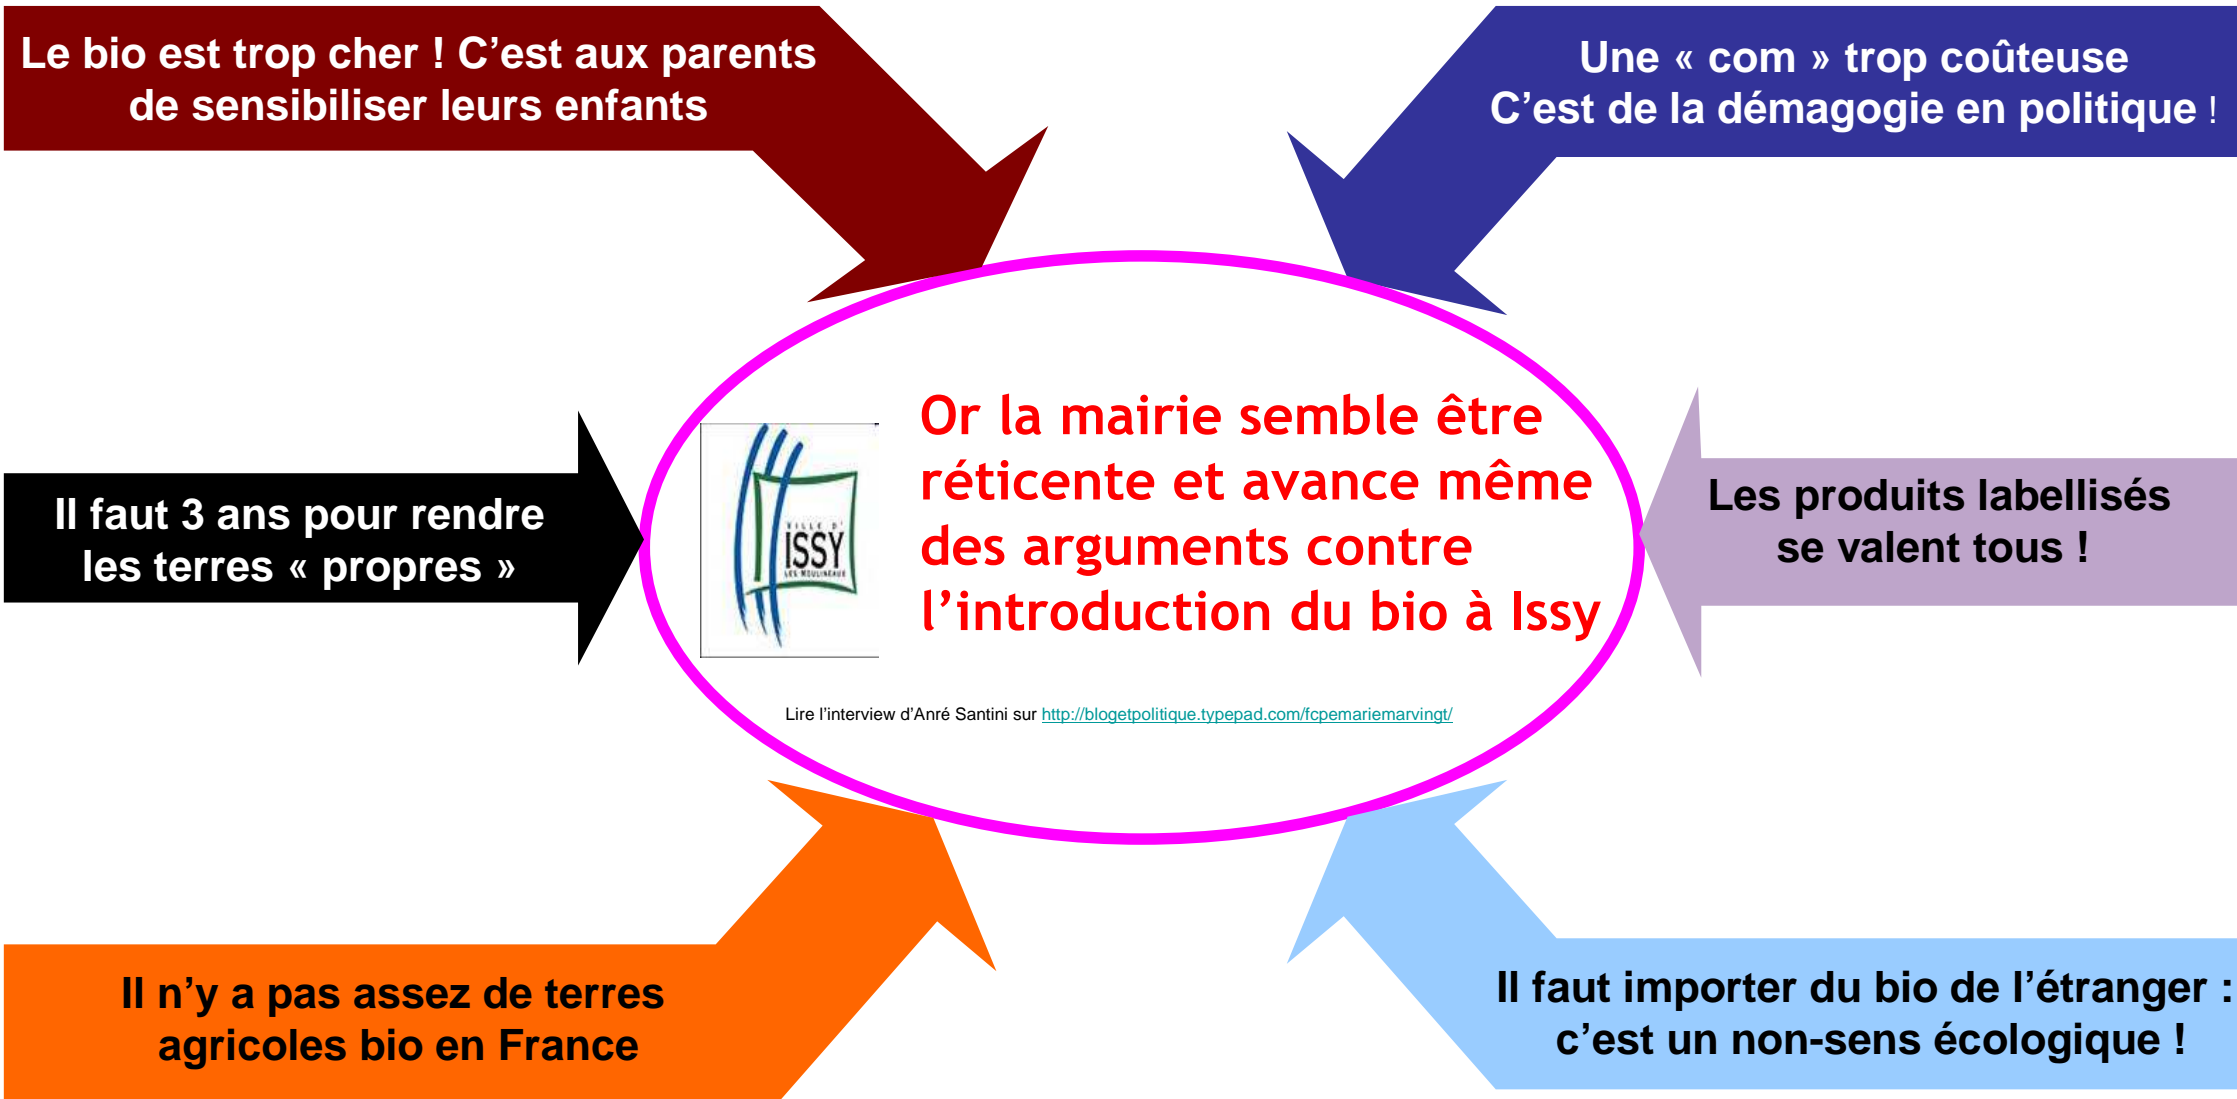 Le bio est trop cher ! C’est aux parents
de sensibiliser leurs enfants
Une « com » trop coûteuse
C’est de la démagogie en politique !
Or la mairie semble être
réticente et avance même
des arguments contre
l’introduction du bio à Issy
VILLE D'
ISSY
LES MOULINEAUX
Il faut 3 ans pour rendre
les terres « propres »
Les produits labellisés
se valent tous !
Lire l’interview d’Anré Santini sur http://blogetpolitique.typepad.com/fcpemariemarvingt/
Il n’y a pas assez de terres
agricoles bio en France
Il faut importer du bio de l’étranger :
c’est un non-sens écologique !